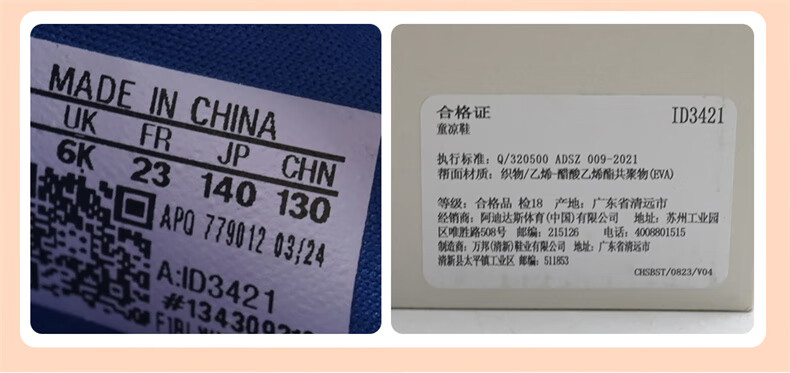 MADE IN CHINA
UK FR JP CHN
6K 23 140 130
APQ 779012 03/24
A:ID3421
合格证
童凉鞋
ID3421
执行标准: Q/320500 ADSZ 009-2021
帮面材质: 织物/乙烯-醋酸乙烯酯共聚物(EVA)
等级: 合格品 检18 产地: 广东省清远市
经销商: 阿迪达斯体育(中国)有限公司 地址: 苏州工业园
区唯胜路508号 邮编: 215126 电话: 4008801515
制造商: 万邦(清新)鞋业有限公司 地址: 广东省清远市
清新县太平镇工业区 邮编: 511853
CHSBST/0823/V04